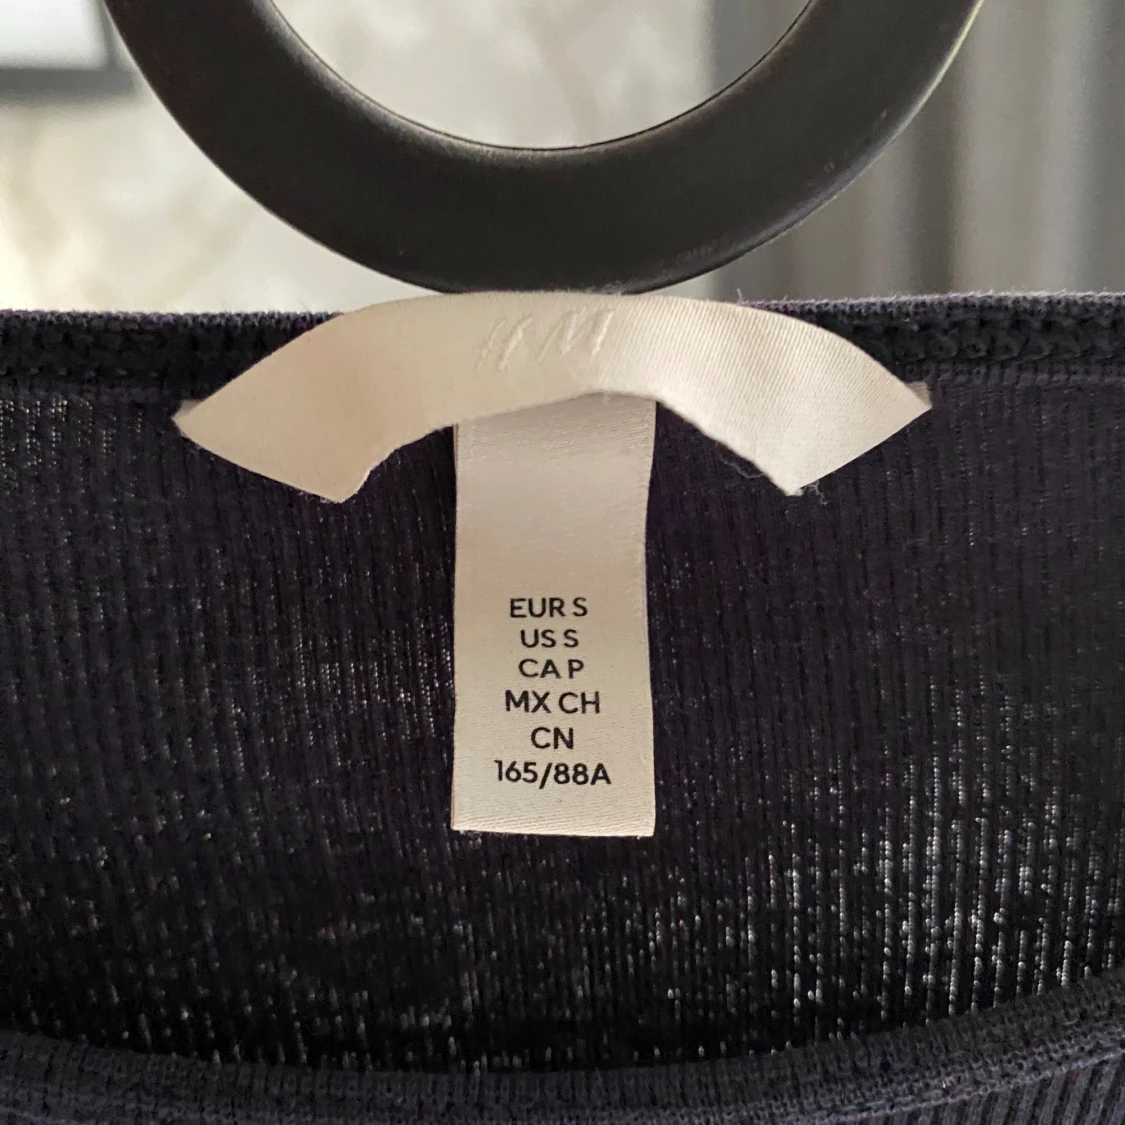 H&M
EUR S
US S
CA P
MX CH
CN
165/88A